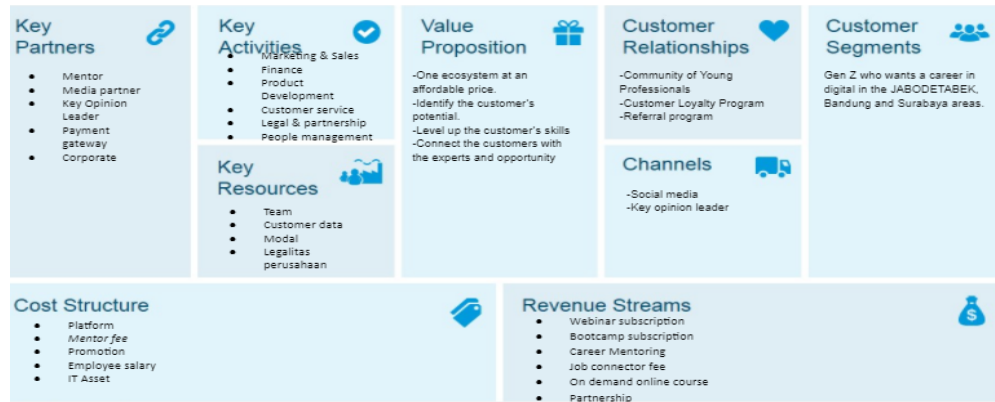 Key
Partners
Mentor
Media partner
Key Opinion
Leader
Payment
gateway
Corporate
Key
Activities
Marketing & Sales
Finance
Product
Development
Customer service
Legal & partnership
People management
Key
Resources
Team
Customer data
Modal
Legalitas
perusahaan
Value
Proposition
-One ecosystem at an
affordable price.
-Identify the customer's
potential.
-Level up the customer's skills
-Connect the customers with
the experts and opportunity
Customer
Relationships
-Community of Young
Professionals
-Customer Loyalty Program
-Referral program
Channels
-Social media
-Key opinion leader
Customer
Segments
Gen Z who wants a career in
digital in the JABODETABEK,
Bandung and Surabaya areas.
Cost Structure
Platform
Mentor fee
Promotion
Employee salary
IT Asset
Revenue Streams
Webinar subscription
Bootcamp subscription
Career Mentoring
Job connector fee
On demand online course
Partnership
$